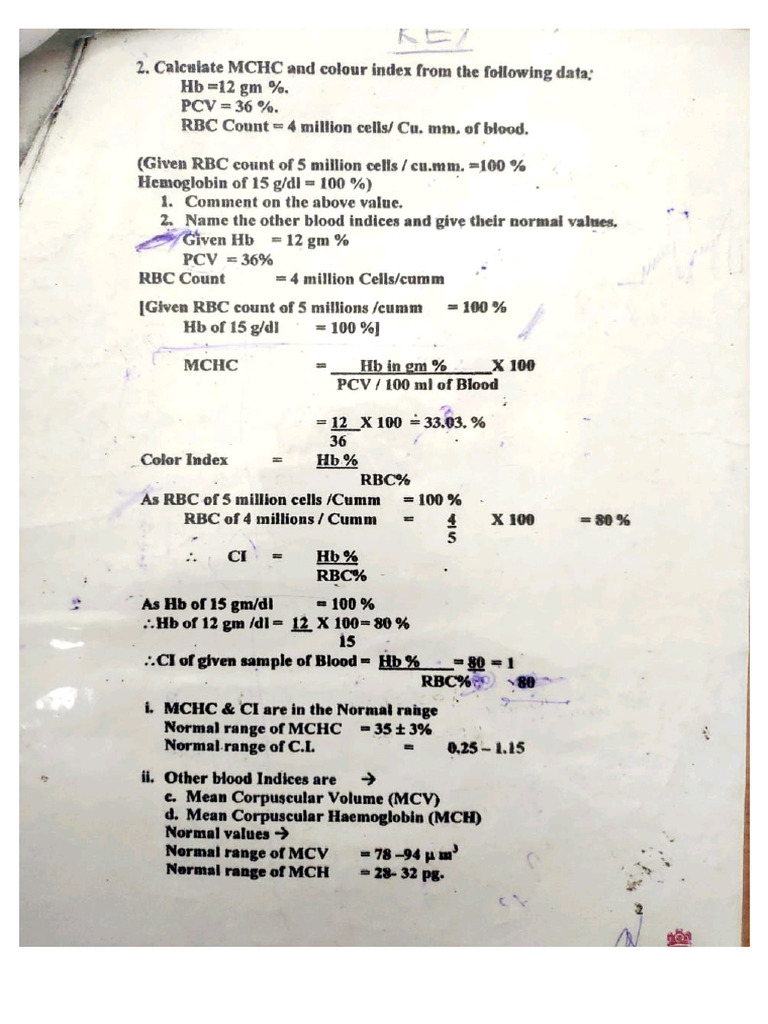 KEY
2. Calculate MCHC and colour index from the following data;
Hb =12 gm %.
PCV = 36 %.
RBC Count = 4 million cells/ Cu. mm. of blood.
(Given RBC count of 5 million cells / cu.mm. =100 %
Hemoglobin of 15 g/dl = 100 %)
1. Comment on the above value.
2. Name the other blood indices and give their normal values.
Given Hb = 12 gm %
PCV = 36%
RBC Count = 4 million Cells/cumm
[Given RBC count of 5 millions /cumm = 100 %
Hb of 15 g/dl = 100 %]
MCHC = Hb in gm % X 100
PCV / 100 ml of Blood
= 12 X 100 = 33.03. %
36
Color Index = Hb %
RBC%
As RBC of 5 million cells /Cumm = 100 %
RBC of 4 millions / Cumm = 4 X 100 = 80 %
5
∴ CI = Hb %
RBC%
As Hb of 15 gm/dl = 100 %
∴Hb of 12 gm /dl = 12 X 100= 80 %
15
∴CI of given sample of Blood = Hb % = 80 = 1
RBC% 80
i. MCHC & CI are in the Normal range
Normal range of MCHC = 35 ± 3%
Normal range of C.I. = 0.25 – 1.15
ii. Other blood Indices are →
c. Mean Corpuscular Volume (MCV)
d. Mean Corpuscular Haemoglobin (MCH)
Normal values →
Normal range of MCV = 78 –94 µ m³
Normal range of MCH = 28- 32 pg.
2